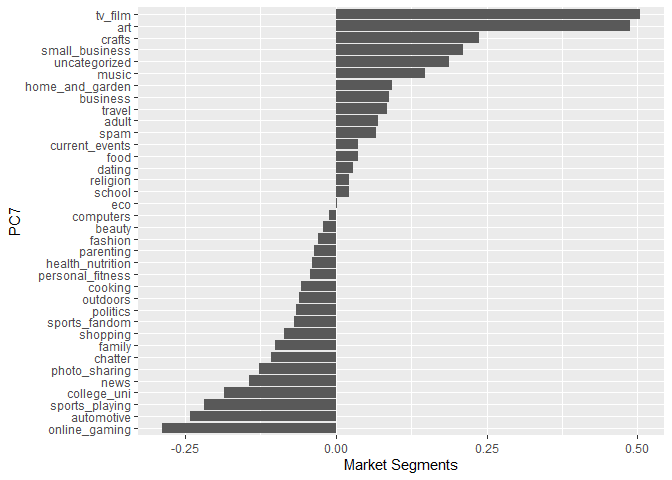 tv_film
art
crafts
small_business
uncategorized
music
home_and_garden
business
travel
adult
spam
current_events
food
dating
religion
school
eco
computers
beauty
fashion
parenting
health_nutrition
personal_fitness
cooking
outdoors
politics
sports_fandom
shopping
family
chatter
photo_sharing
news
college_uni
sports_playing
automotive
online_gaming
PC7
-0.25 0.00 0.25 0.50
Market Segments